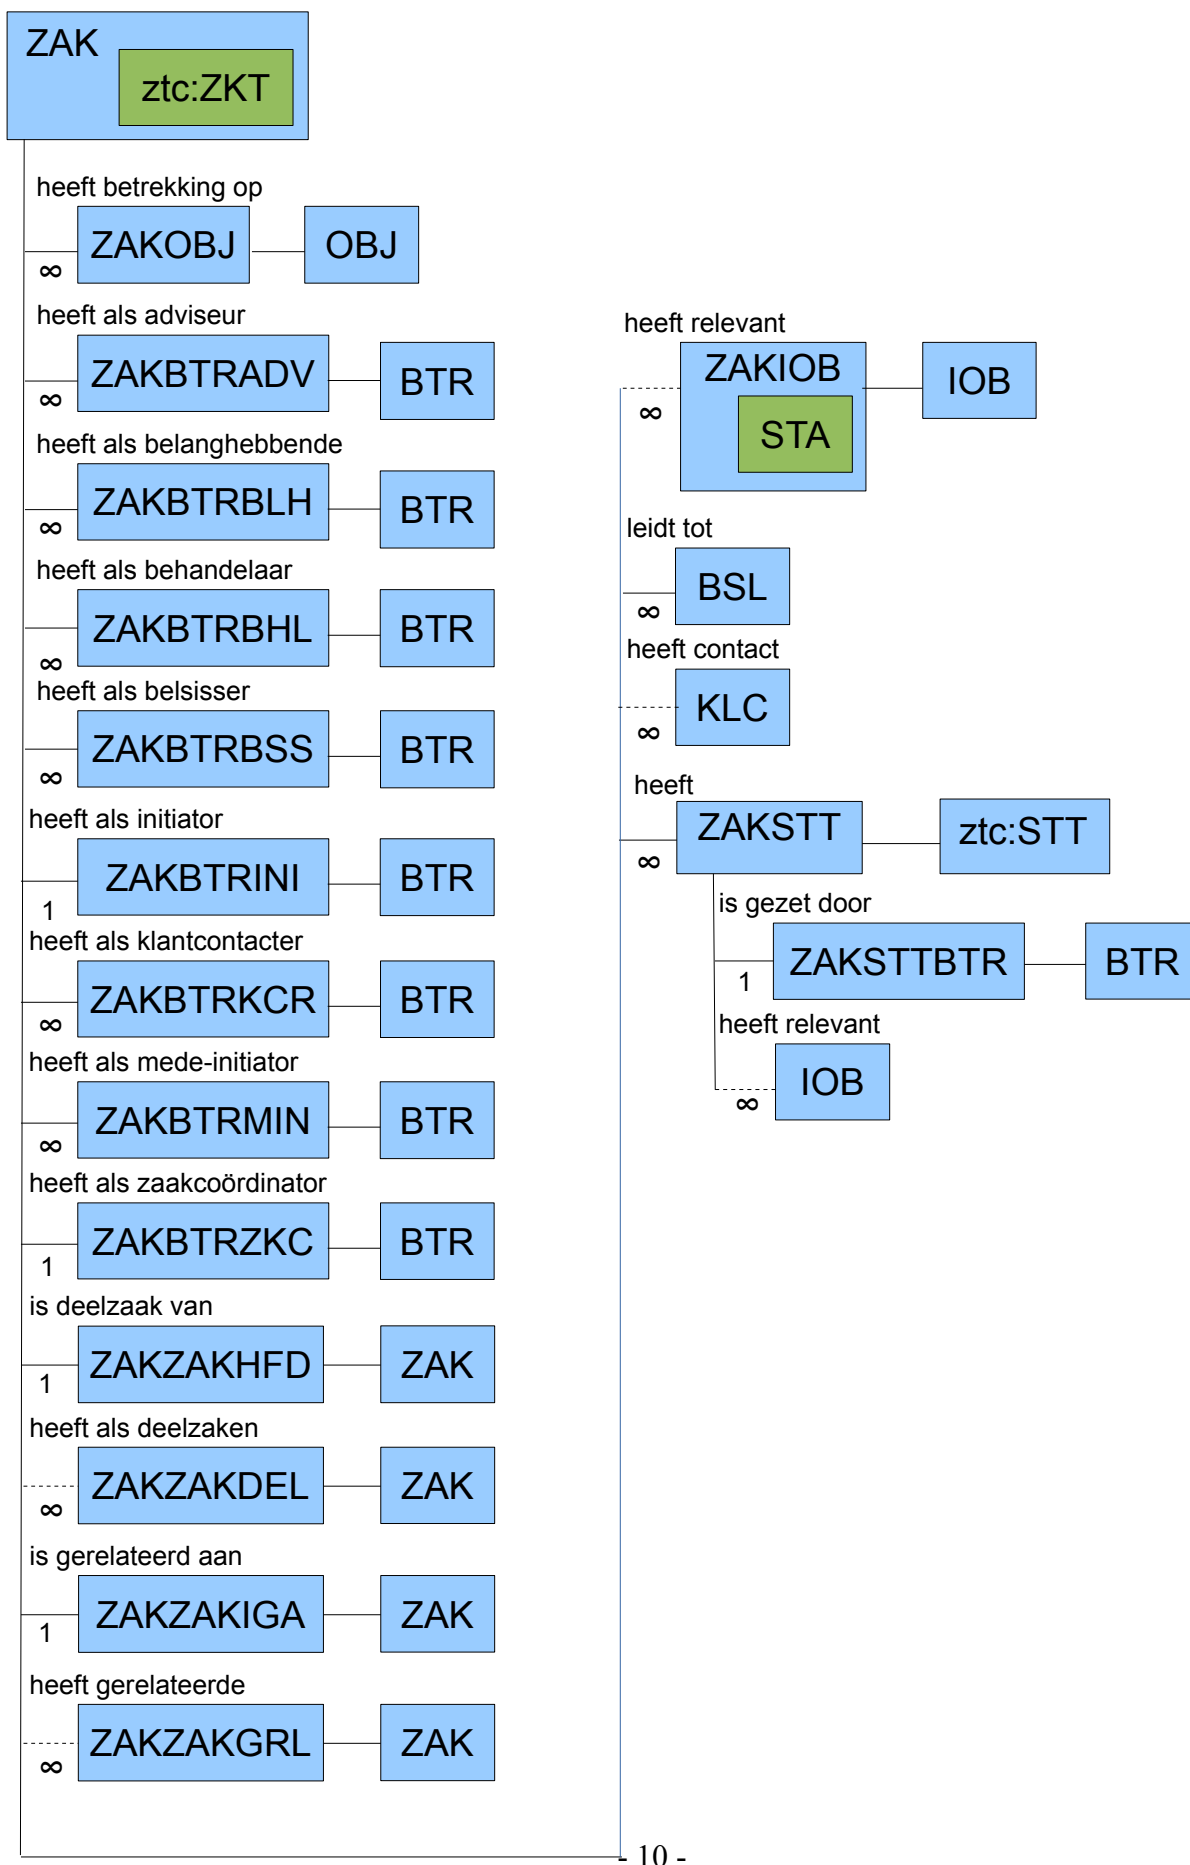 ZAK
ztc:ZKT
heeft betrekking op
ZAKOBJ OBJ
∞
heeft als adviseur
ZAKBTRADV BTR
∞
heeft als belanghebbende
ZAKBTRBLH BTR
∞
heeft als behandelaar
ZAKBTRBHL BTR
∞
heeft als belsisser
ZAKBTRBSS BTR
∞
heeft als initiator
ZAKBTRINI BTR
1
heeft als klantcontacter
ZAKBTRKCR BTR
∞
heeft als mede-initiator
ZAKBTRMIN BTR
∞
heeft als zaakcoördinator
ZAKBTRZKC BTR
1
is deelzaak van
ZAKZAKHFD ZAK
1
heeft als deelzaken
ZAKZAKDEL ZAK
∞
is gerelateerd aan
ZAKZAKIGA ZAK
1
heeft gerelateerde
ZAKZAKGRL ZAK
∞
heeft relevant
ZAKIOB IOB
∞
STA
leidt tot
BSL
∞
heeft contact
KLC
∞
heeft
ZAKSTT ztc:STT
∞
is gezet door
ZAKSTTBTR BTR
1
heeft relevant
IOB
∞
- 10 -